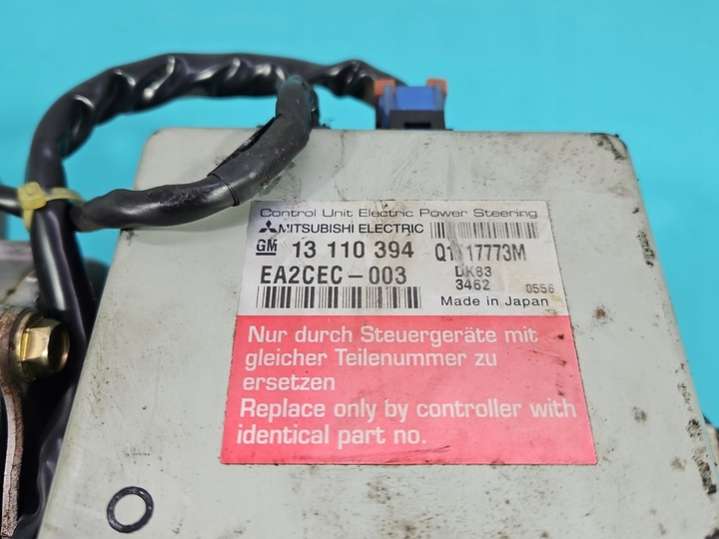 Control Unit Electric Power Steering
MITSUBISHI ELECTRIC
GM 13 110 394 Q1117773M
EA2CEC-003 DK83
3462 0556
Made in Japan
Nur durch Steuergeräte mit
gleicher Teilenummer zu
ersetzen
Replace only by controller with
identical part no.